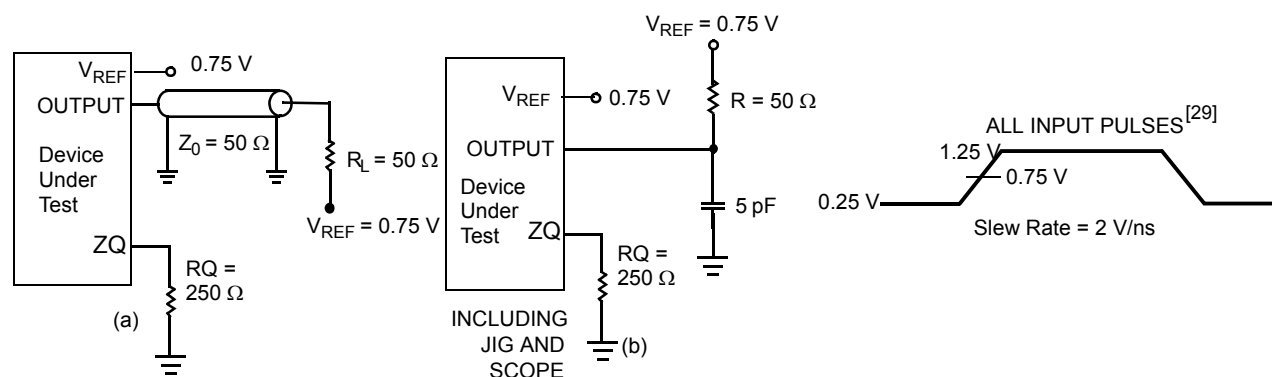 V_REF
0.75 V
OUTPUT
Z₀ = 50 Ω
Device
Under
Test
R_L = 50 Ω
V_REF = 0.75 V
ZQ
RQ =
250 Ω
(a)
V_REF = 0.75 V
R = 50 Ω
V_REF
0.75 V
OUTPUT
Device
Under
Test
5 pF
ZQ
RQ =
250 Ω
INCLUDING
JIG AND
SCOPE
(b)
ALL INPUT PULSES[29]
1.25 V
0.75 V
0.25 V
Slew Rate = 2 V/ns